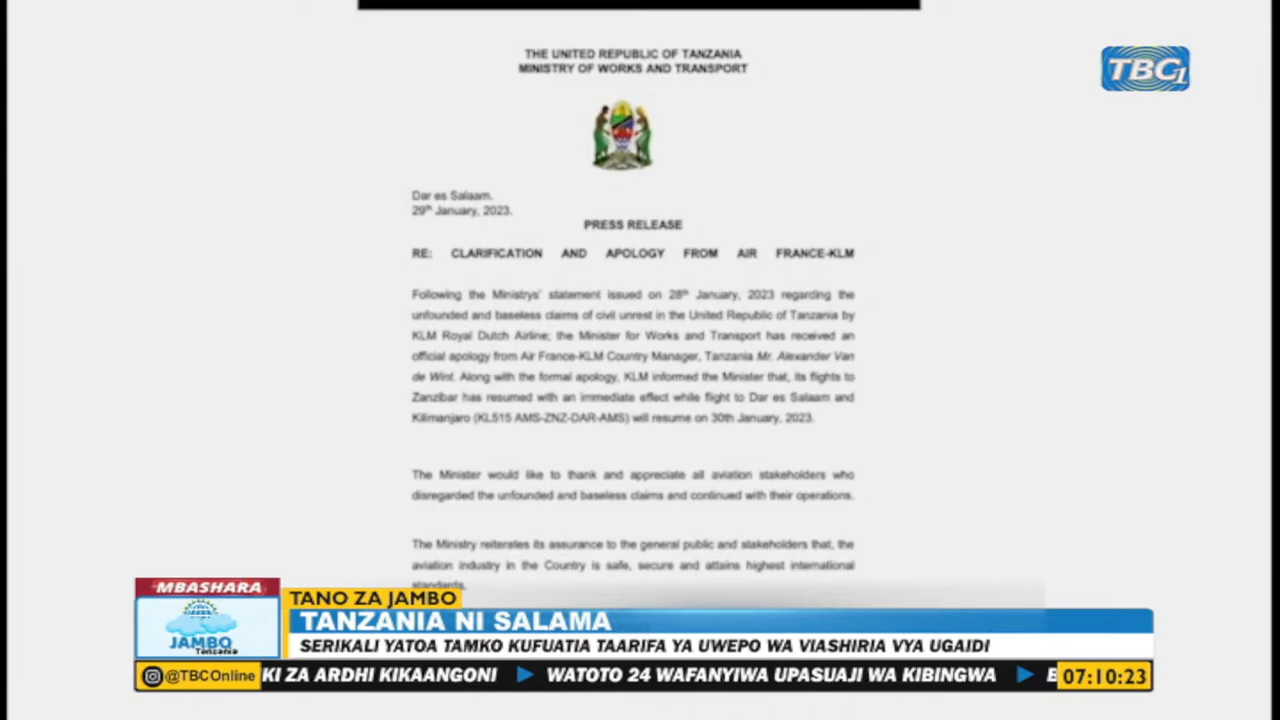 THE UNITED REPUBLIC OF TANZANIA
MINISTRY OF WORKS AND TRANSPORT
TBC1
Dar es Salaam.
29th January, 2023.
PRESS RELEASE
RE: CLARIFICATION AND APOLOGY FROM AIR FRANCE-KLM
Following the Ministrys' statement issued on 28th January, 2023 regarding the
unfounded and baseless claims of civil unrest in the United Republic of Tanzania by
KLM Royal Dutch Airline; the Minister for Works and Transport has received an
official apology from Air France-KLM Country Manager, Tanzania Mr. Alexander Van
de Wint. Along with the formal apology, KLM informed the Minister that, its flights to
Zanzibar has resumed with an immediate effect while flight to Dar es Salaam and
Kilimanjaro (KL515 AMS-ZNZ-DAR-AMS) will resume on 30th January, 2023.
The Minister would like to thank and appreciate all aviation stakeholders who
disregarded the unfounded and baseless claims and continued with their operations.
The Ministry reiterates its assurance to the general public and stakeholders that, the
aviation industry in the Country is safe, secure and attains highest international
standards.
MBASHARA
JAMBO
Tanzania
TANO ZA JAMBO
TANZANIA NI SALAMA
SERIKALI YATOA TAMKO KUFUATIA TAARIFA YA UWEPO WA VIASHIRIA VYA UGAIDI
@TBCOnline
KI ZA ARDHI KIKAANGONI WATOTO 24 WAFANYIWA UPASUAJI WA KIBINGWA
07:10:23